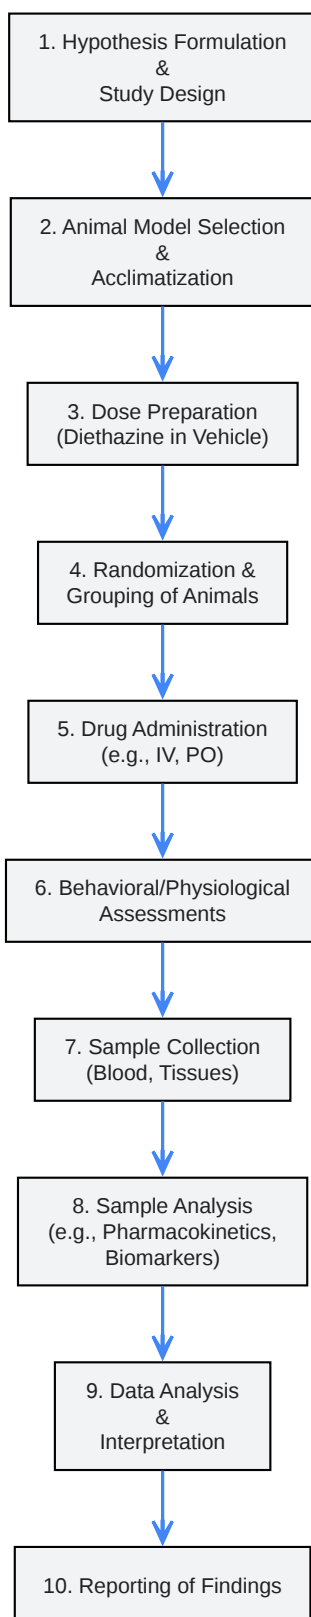 1. Hypothesis Formulation
&
Study Design
2. Animal Model Selection
&
Acclimatization
3. Dose Preparation
(Diethazine in Vehicle)
4. Randomization &
Grouping of Animals
5. Drug Administration
(e.g., IV, PO)
6. Behavioral/Physiological
Assessments
7. Sample Collection
(Blood, Tissues)
8. Sample Analysis
(e.g., Pharmacokinetics,
Biomarkers)
9. Data Analysis
&
Interpretation
10. Reporting of Findings